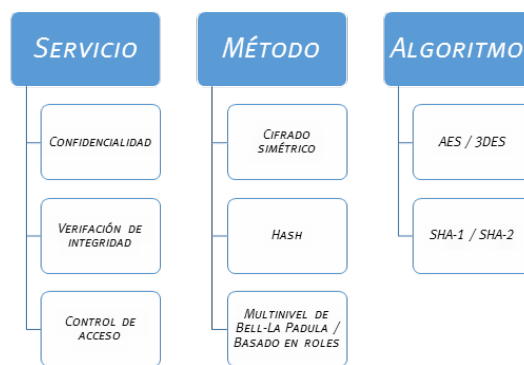 SERVICIO
CONFIDENCIALIDAD
VERIFACIÓN DE
INTEGRIDAD
CONTROL DE
ACCESO
MÉTODO
CIFRADO
SIMÉTRICO
HASH
MULTINIVEL DE
BELL-LA PADULA /
BASADO EN ROLES
ALGORITMO
AES / 3DES
SHA-1 / SHA-2